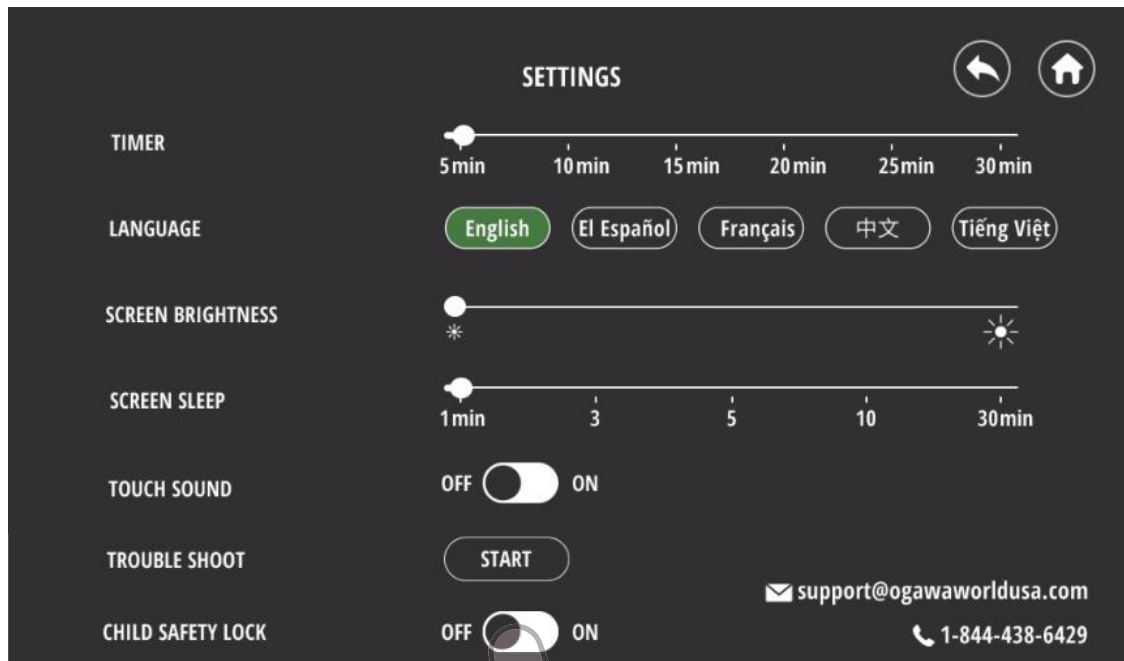 SETTINGS
TIMER
5min 10min 15min 20min 25min 30min
LANGUAGE English El Español Français 中文 Tiếng Việt
SCREEN BRIGHTNESS
SCREEN SLEEP
1min 3 5 10 30min
TOUCH SOUND OFF ON
TROUBLE SHOOT START
support@ogawaworldusa.com
CHILD SAFETY LOCK OFF ON
1-844-438-6429